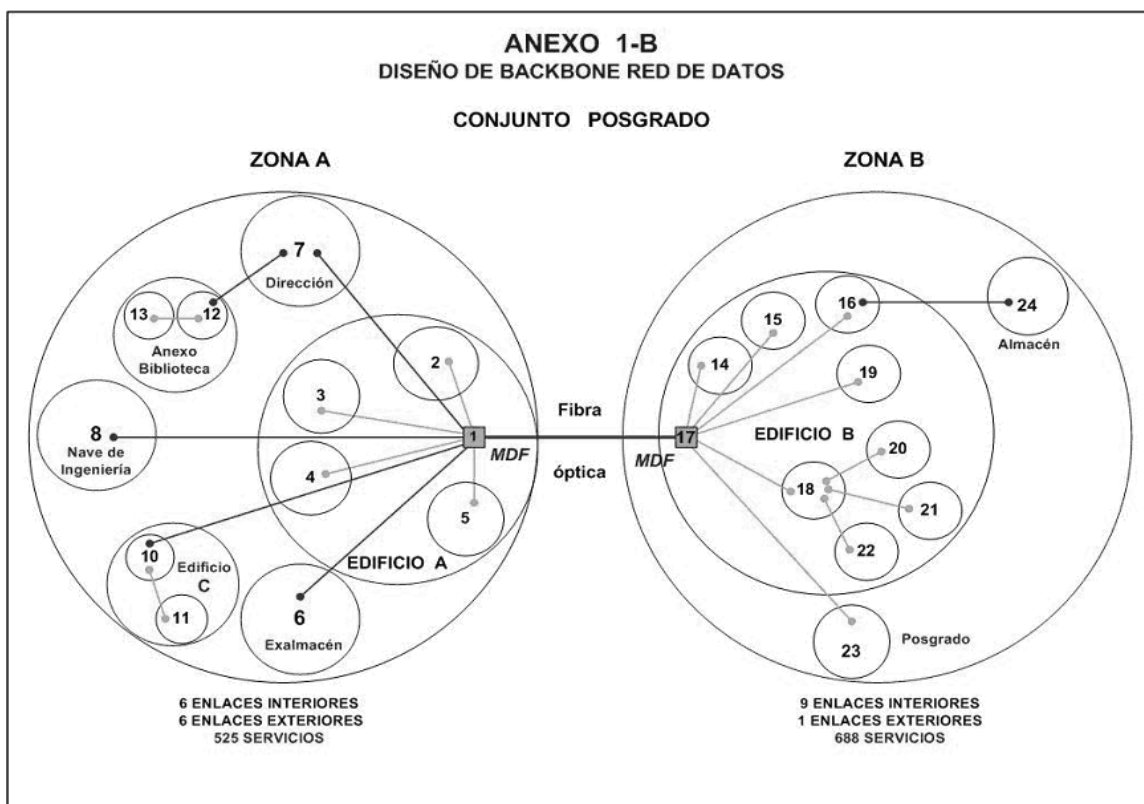 ANEXO 1-B
DISEÑO DE BACKBONE RED DE DATOS
CONJUNTO POSGRADO
ZONA A
7
Dirección
13
12
Anexo
Biblioteca
2
3
8
Nave de
Ingeniería
1
MDF
4
5
10
Edificio
C
11
EDIFICIO A
6
Exalmacén
6 ENLACES INTERIORES
6 ENLACES EXTERIORES
525 SERVICIOS
Fibra
óptica
ZONA B
16
24
Almacén
15
14
19
17
MDF
EDIFICIO B
20
18
21
22
23
Posgrado
9 ENLACES INTERIORES
1 ENLACES EXTERIORES
688 SERVICIOS